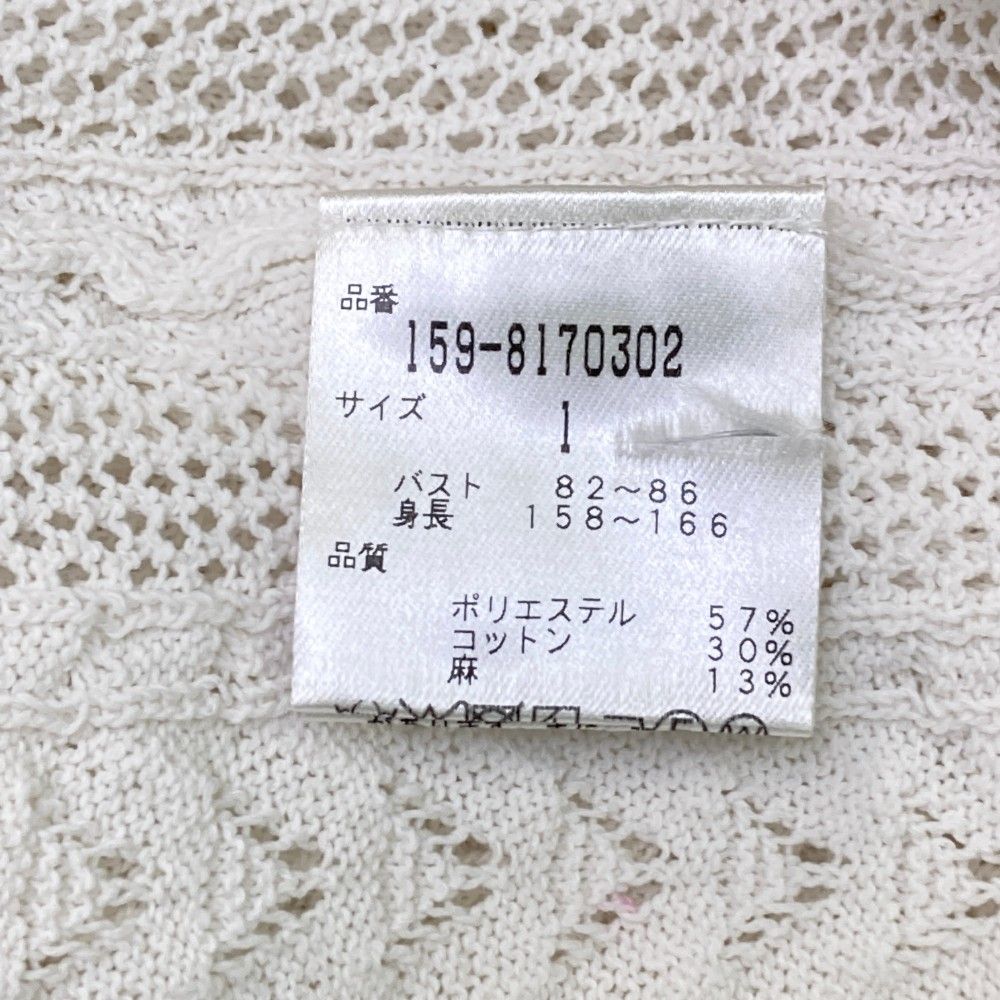 品番
159-8170302
サイズ
1
バスト 82~86
身長 158~166
品質
ポリエステル 57%
コットン 30%
麻 13%